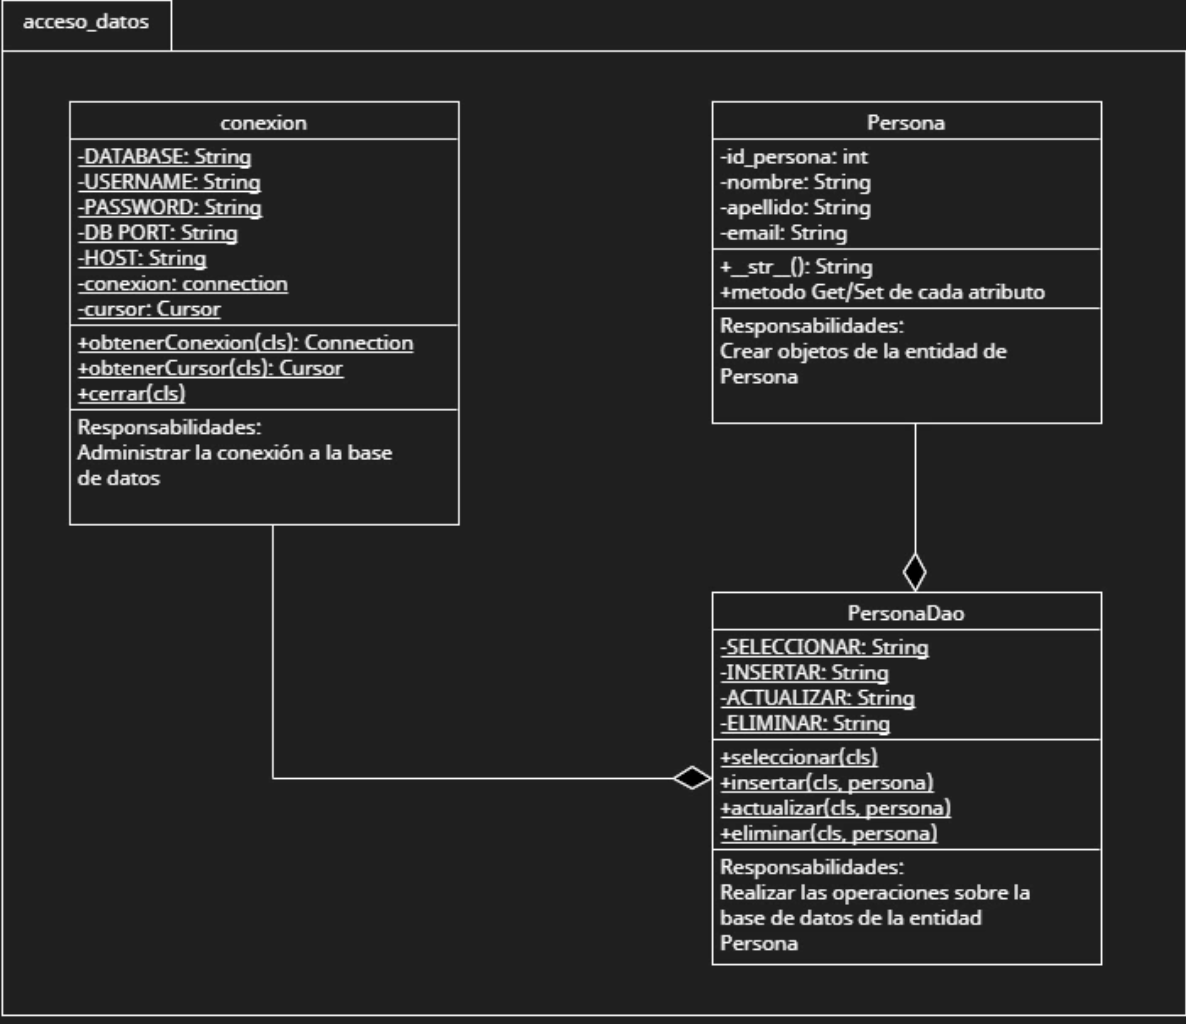 acceso_datos
conexion
-DATABASE: String
-USERNAME: String
-PASSWORD: String
-DB PORT: String
-HOST: String
-conexion: connection
-cursor: Cursor
+obtenerConexion(cls): Connection
+obtenerCursor(cls): Cursor
+cerrar(cls)
Responsabilidades:
Administrar la conexión a la base
de datos
Persona
-id_persona: int
-nombre: String
-apellido: String
-email: String
+__str__(): String
+metodo Get/Set de cada atributo
Responsabilidades:
Crear objetos de la entidad de
Persona
PersonaDao
-SELECCIONAR: String
-INSERTAR: String
-ACTUALIZAR: String
-ELIMINAR: String
+seleccionar(cls)
+insertar(cls, persona)
+actualizar(cls, persona)
+eliminar(cls, persona)
Responsabilidades:
Realizar las operaciones sobre la
base de datos de la entidad
Persona